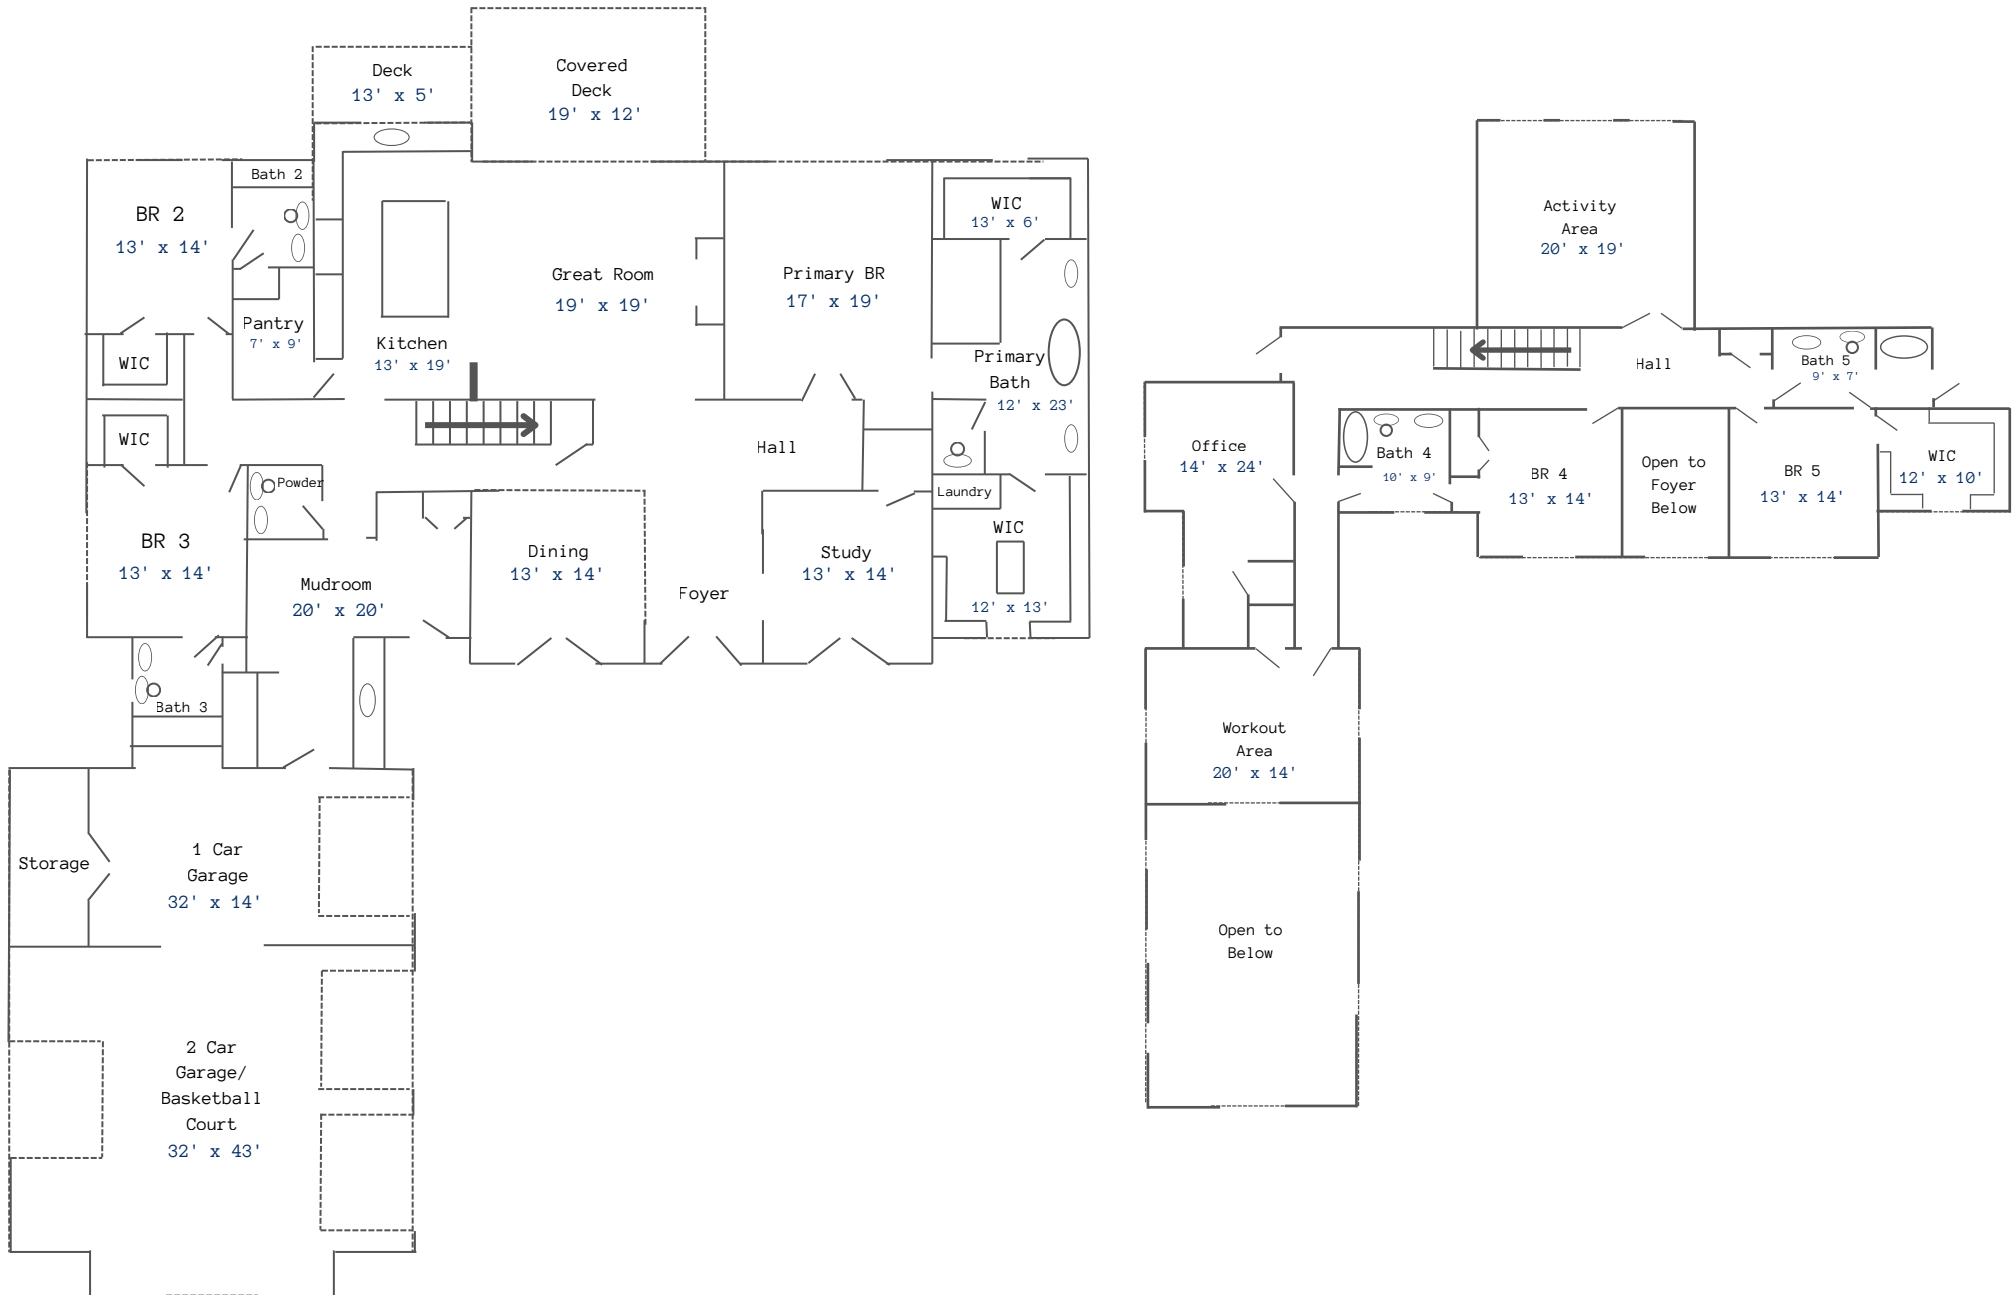 Deck
13' x 5'
Covered
Deck
19' x 12'
Bath 2
BR 2
13' x 14'
WIC
13' x 6'
Great Room
19' x 19'
Primary BR
17' x 19'
Pantry
7' x 9'
Kitchen
13' x 19'
WIC
Primary
Bath
12' x 23'
WIC
Hall
Powder
Laundry
BR 3
13' x 14'
Mudroom
20' x 20'
Dining
13' x 14'
Foyer
Study
13' x 14'
WIC
12' x 13'
Bath 3
Storage
1 Car
Garage
32' x 14'
2 Car
Garage/
Basketball
Court
32' x 43'
Activity
Area
20' x 19'
Hall
Bath 5
9' x 7'
Office
14' x 24'
Bath 4
10' x 9'
BR 4
13' x 14'
Open to
Foyer
Below
BR 5
13' x 14'
WIC
12' x 10'
Workout
Area
20' x 14'
Open to
Below